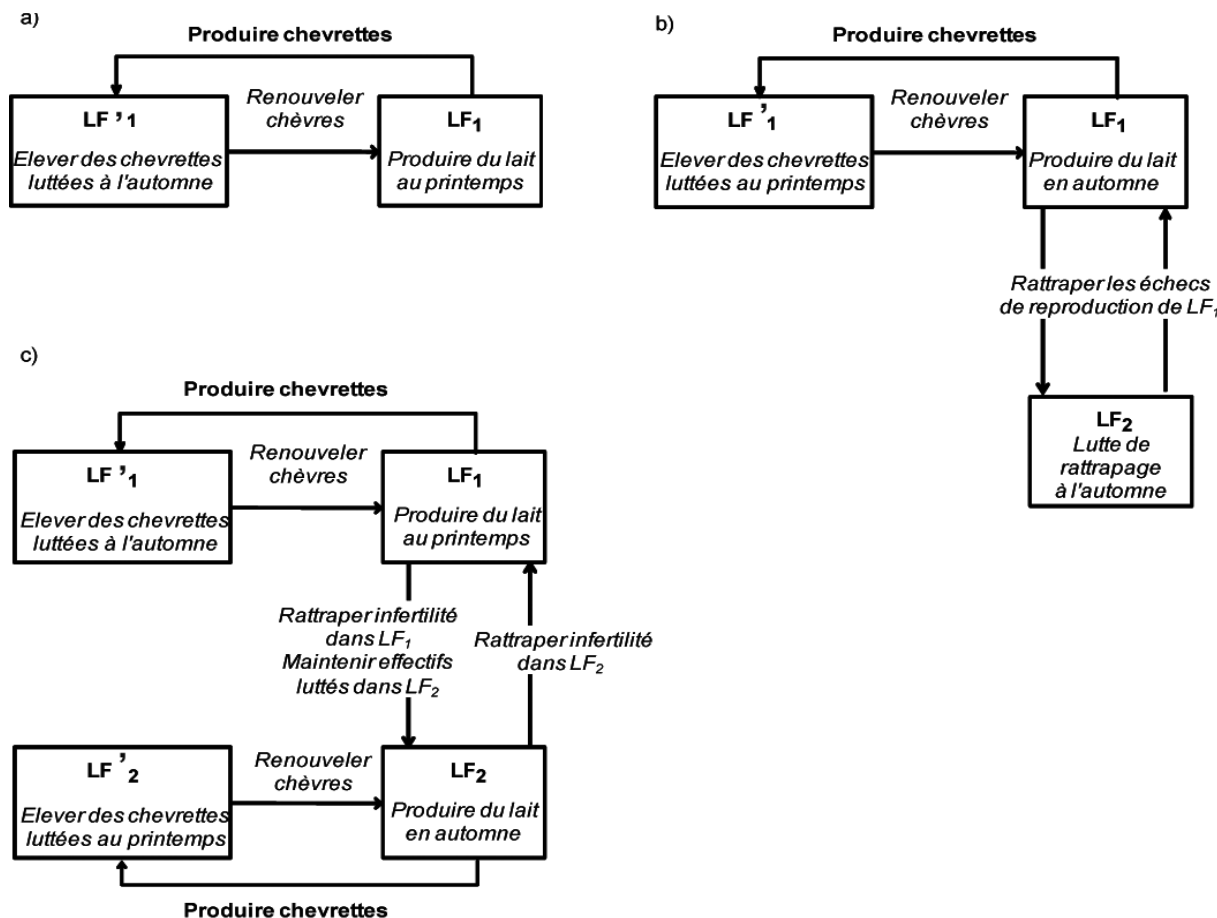 a)
Produire chevrettes
LF'1
Elever des chevrettes
luttées à l'automne
Renouveler
chèvres
LF1
Produire du lait
au printemps
b)
Produire chevrettes
LF'1
Elever des chevrettes
luttées au printemps
Renouveler
chèvres
LF1
Produire du lait
en automne
Rattraper les échecs
de reproduction de LF1
LF2
Lutte de
rattrapage
à l'automne
c)
Produire chevrettes
LF'1
Elever des chevrettes
luttées à l'automne
Renouveler
chèvres
LF1
Produire du lait
au printemps
Rattraper infertilité
dans LF1
Maintenir effectifs
luttés dans LF2
Rattraper infertilité
dans LF2
LF'2
Elever des chevrettes
luttées au printemps
Renouveler
chèvres
LF2
Produire du lait
en automne
Produire chevrettes